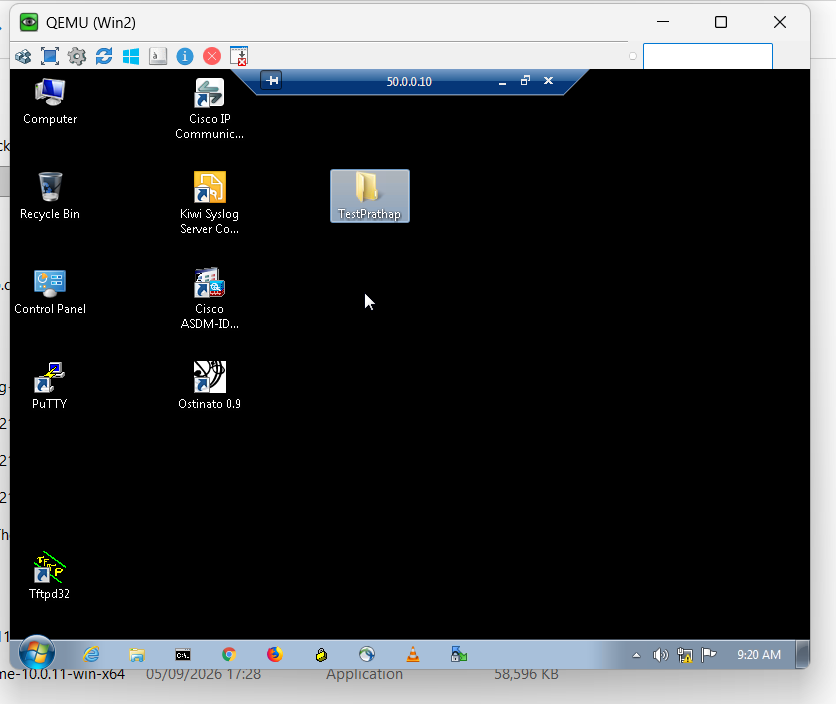 QEMU (Win2)
50.0.0.10
Computer
Cisco IP
Communic...
Recycle Bin
Kiwi Syslog
Server Co...
TestPrathap
Control Panel
Cisco
ASDM-ID...
PuTTY
Ostinato 0.9
Tftpd32
9:20 AM
me-10.0.11-win-x64 05/09/2026 17:28 Application 58,596 KB